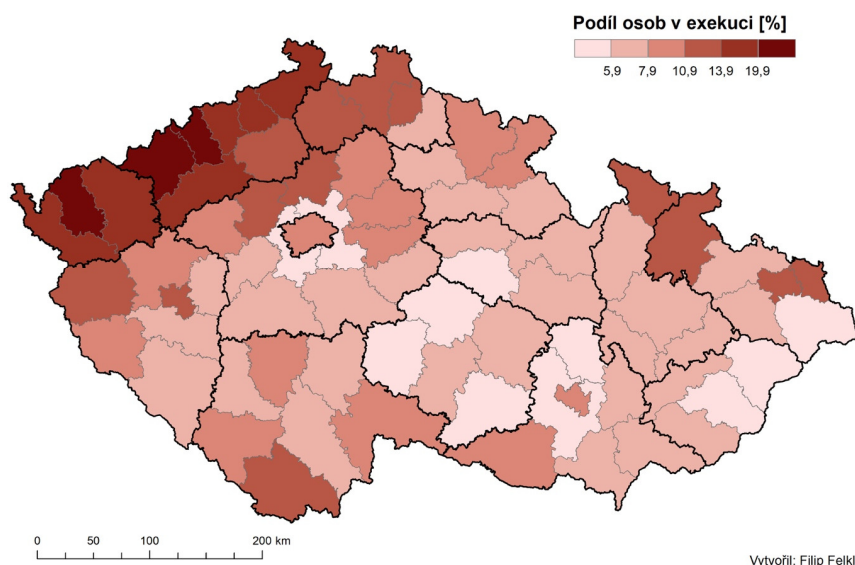 Podíl osob v exekuci [%]
5,9 7,9 10,9 13,9 19,9
0 50 100 200 km
Vytvořil: Filip Felkl